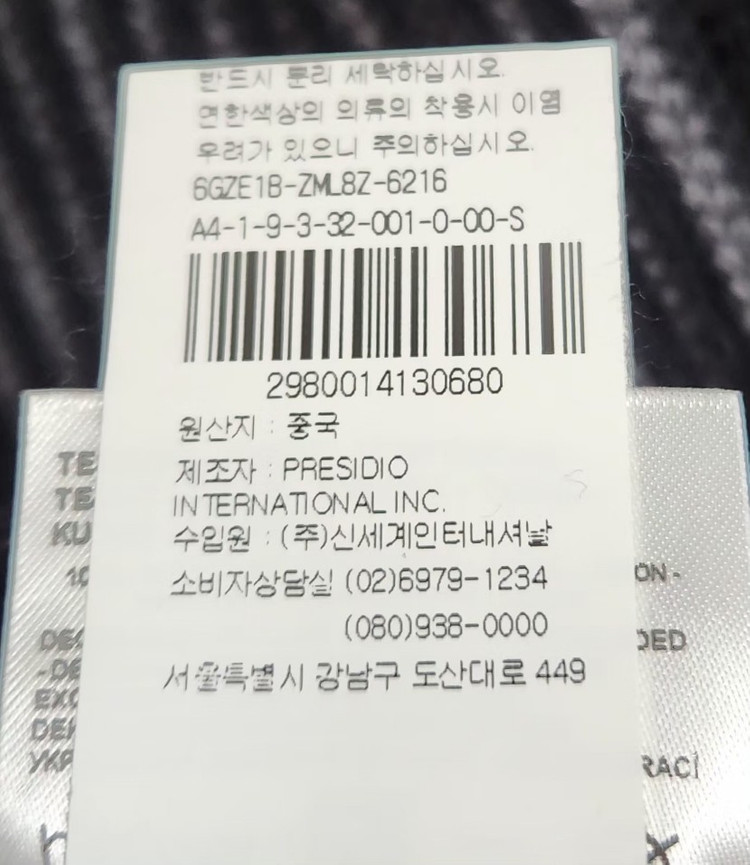 반드시 분리 세탁하십시오.
연한색상의 의류의 착용시 이염
우려가 있으니 주의하십시오.
6GZE1B-ZML8Z-6216
A4-1-9-3-32-001-0-00-S
2980014130680
원산지 : 중국
제조자 : PRESIDIO
INTERNATIONAL INC.
수입원 : (주)신세계인터내셔날
소비자상담실 (02)6979-1234
(080)938-0000
서울특별시 강남구 도산대로 449